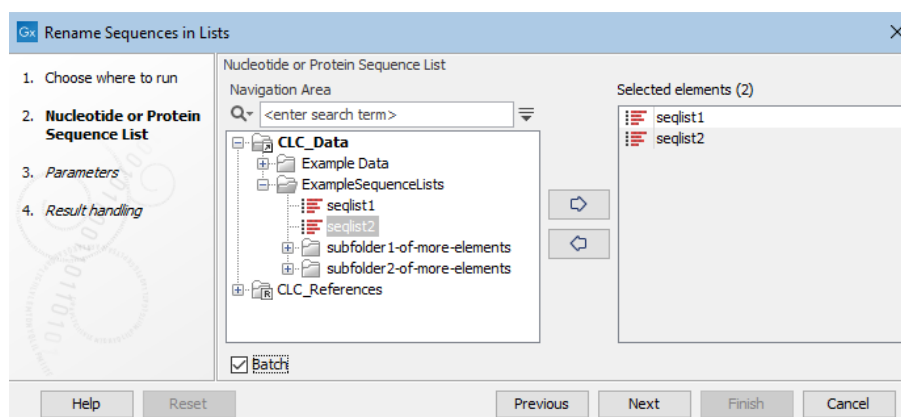 Gx Rename Sequences in Lists
1. Choose where to run
2. Nucleotide or Protein
Sequence List
3. Parameters
4. Result handling
Nucleotide or Protein Sequence List
Navigation Area
<enter search term>
CLC_Data
Example Data
ExampleSequenceLists
seqlist1
seqlist2
subfolder1-of-more-elements
subfolder2-of-more-elements
CLC_References
Batch
Selected elements (2)
seqlist1
seqlist2
Help
Reset
Previous
Next
Finish
Cancel